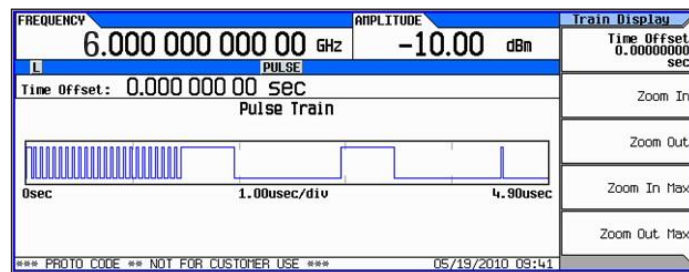 FREQUENCY
6.000 000 000 00 GHz
AMPLITUDE
-10.00 dBm
L
PULSE
Time Offset: 0.000 000 00 sec
Pulse Train
0sec
1.00usec/div
4.90usec
*** PROTO CODE ** NOT FOR CUSTOMER USE ***
05/19/2010 09:41
Train Display
Time Offset
0.00000000
sec
Zoom In
Zoom Out
Zoom In Max
Zoom Out Max